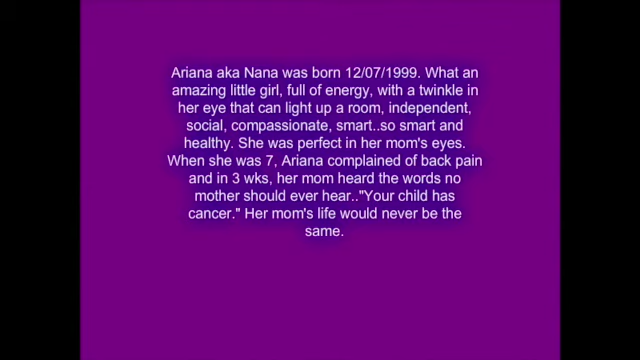 Ariana aka Nana was born 12/07/1999. What an
amazing little girl, full of energy, with a twinkle in
her eye that can light up a room, independent,
social, compassionate, smart..so smart and
healthy. She was perfect in her mom's eyes.
When she was 7, Ariana complained of back pain
and in 3 wks, her mom heard the words no
mother should ever hear.."Your child has
cancer." Her mom's life would never be the
same.